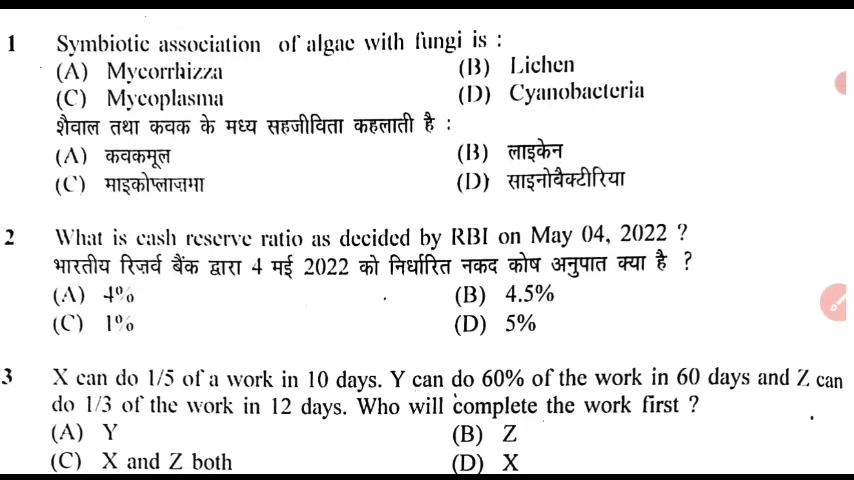 1 Symbiotic association of algae with fungi is :
(A) Mycorrhizza (B) Lichen
(C) Mycoplasma (D) Cyanobacteria
शैवाल तथा कवक के मध्य सहजीविता कहलाती है :
(A) कवकमूल (B) लाइकेन
(C) माइकोप्लाज़मा (D) साइनोबैक्टीरिया
2 What is cash reserve ratio as decided by RBI on May 04, 2022 ?
भारतीय रिज़र्व बैंक द्वारा 4 मई 2022 को निर्धारित नकद कोष अनुपात क्या है ?
(A) 4% (B) 4.5%
(C) 1% (D) 5%
3 X can do 1/5 of a work in 10 days. Y can do 60% of the work in 60 days and Z can
do 1/3 of the work in 12 days. Who will complete the work first ?
(A) Y (B) Z
(C) X and Z both (D) X